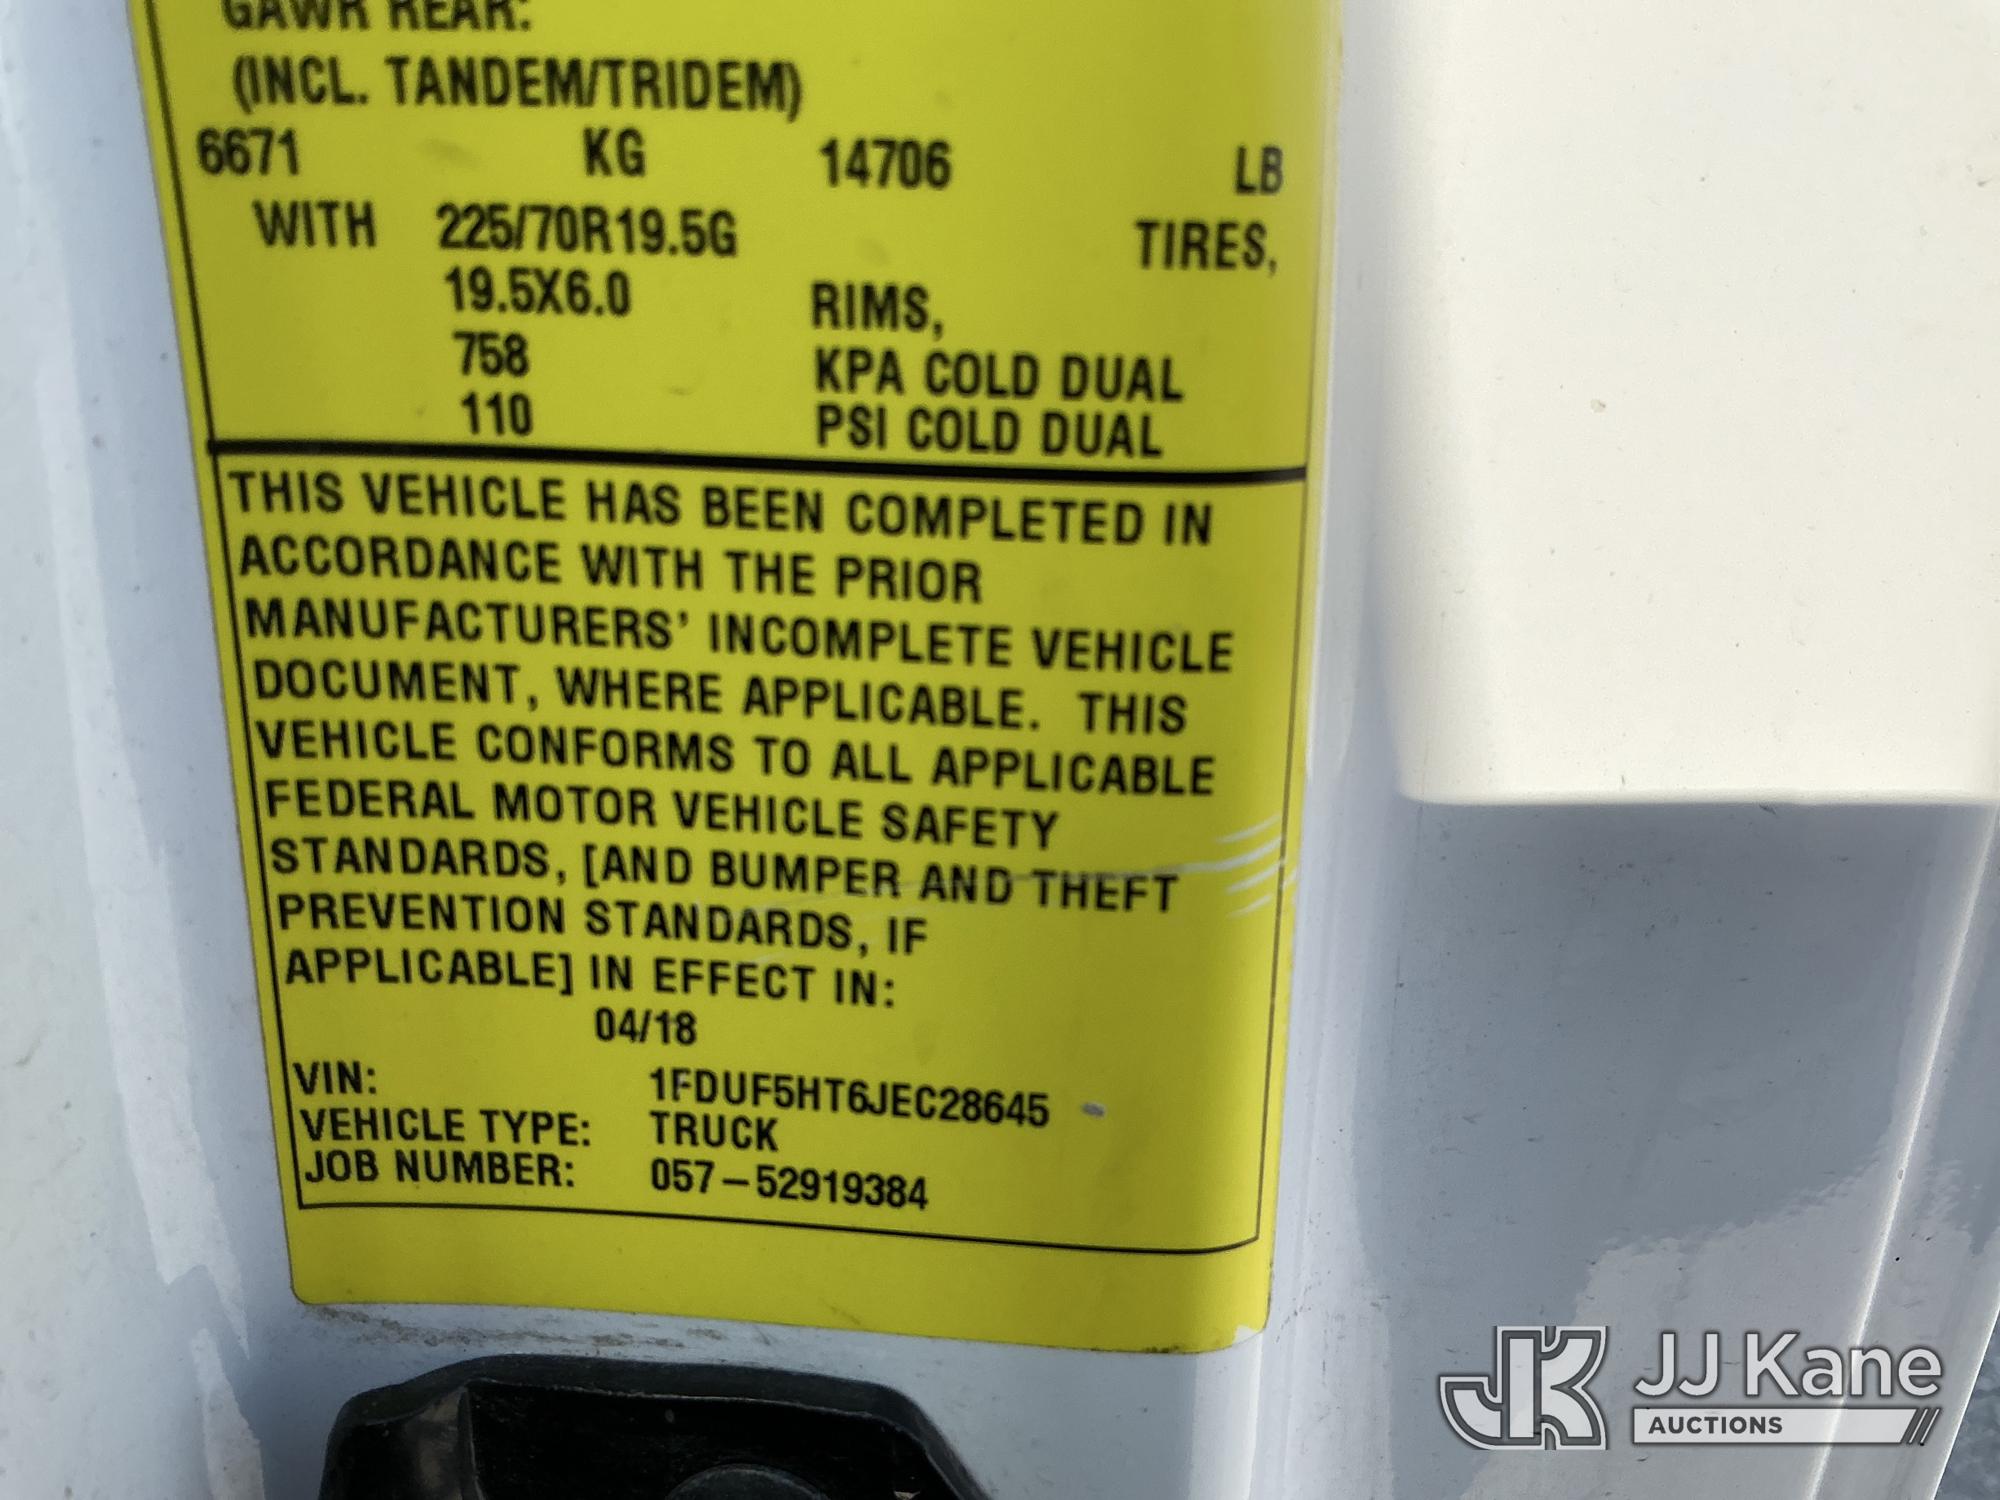 GAWR REAR:
(INCL. TANDEM/TRIDEM)
6671 KG 14706 LB
WITH 225/70R19.5G TIRES,
19.5X6.0 RIMS,
758 KPA COLD DUAL
110 PSI COLD DUAL
THIS VEHICLE HAS BEEN COMPLETED IN
ACCORDANCE WITH THE PRIOR
MANUFACTURERS' INCOMPLETE VEHICLE
DOCUMENT, WHERE APPLICABLE. THIS
VEHICLE CONFORMS TO ALL APPLICABLE
FEDERAL MOTOR VEHICLE SAFETY
STANDARDS, [AND BUMPER AND THEFT
PREVENTION STANDARDS, IF
APPLICABLE] IN EFFECT IN:
04/18
VIN: 1FDUF5HT6JEC28645
VEHICLE TYPE: TRUCK
JOB NUMBER: 057-52919384
JK JJ Kane
AUCTIONS